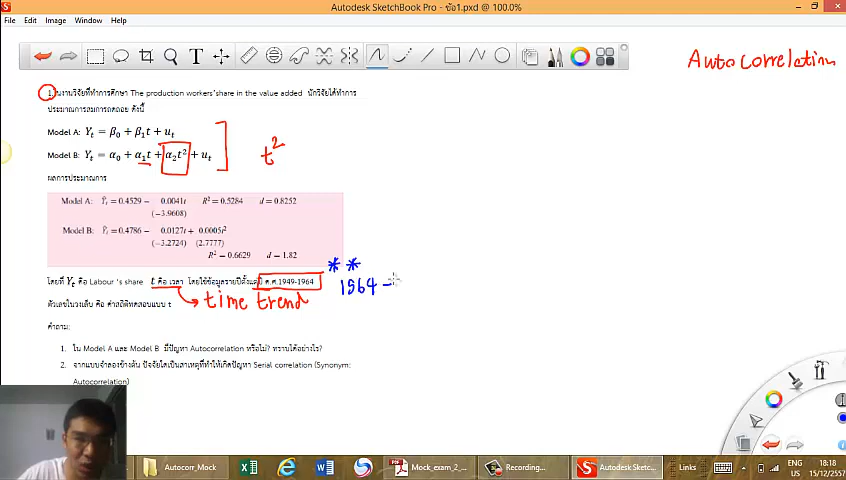 Autodesk SketchBook Pro - ข้อ1.pxd @ 100.0%
File Edit Image Window Help
Autocorrelation
1. ในงานวิจัยที่ทำการศึกษา The production workers'share in the value added นักวิจัยได้ทำการ
ประมาณการสมการถดถอย ดังนี้
Model A: Yt = β0 + β1t + ut
Model B: Yt = α0 + α1t + α2t² + ut
t²
ผลการประมาณการ
Model A: Ŷt = 0.4529 − 0.0041t R² = 0.5284 d = 0.8252
(−3.9608)
Model B: Ŷt = 0.4786 − 0.0127t + 0.0005t²
(−3.2724) (2.7777)
R² = 0.6629 d = 1.82
โดยที่ Yt คือ Labour 's share t คือ เวลา โดยใช้ข้อมูลรายปีตั้งแต่ปี ค.ศ.1949-1964
** 
1964 -
time trend
ตัวเลขในวงเล็บ คือ ค่าสถิติทดสอบแบบ t
คำถาม:
1. ใน Model A และ Model B มีปัญหา Autocorrelation หรือไม่? ทราบได้อย่างไร?
2. จากแบบจำลองข้างต้น ปัจจัยใดเป็นสาเหตุที่ทำให้เกิดปัญหา Serial correlation (Synonym:
Autocorrelation)
Autocorr_Mock
Mock_exam_2_...
Recording...
Autodesk Sketc...
Links
ENG
US
18:18
15/12/2557